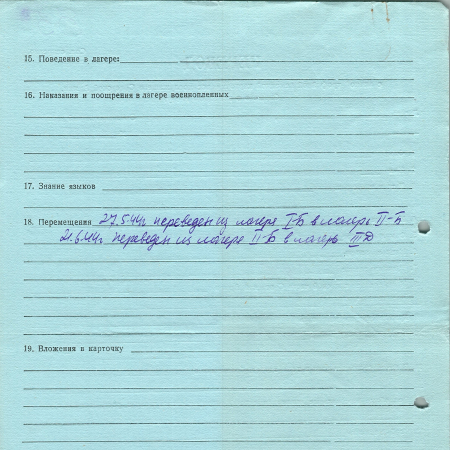 15. Поведение в лагере:
16. Наказания и поощрения в лагере военнопленных
17. Знание языков
18. Перемещения 27.5.44г переведен из лагеря I-Б в лагерь II-Б
21.6.44г переведен из лагеря II-Б в лагерь III Д
19. Вложения в карточку